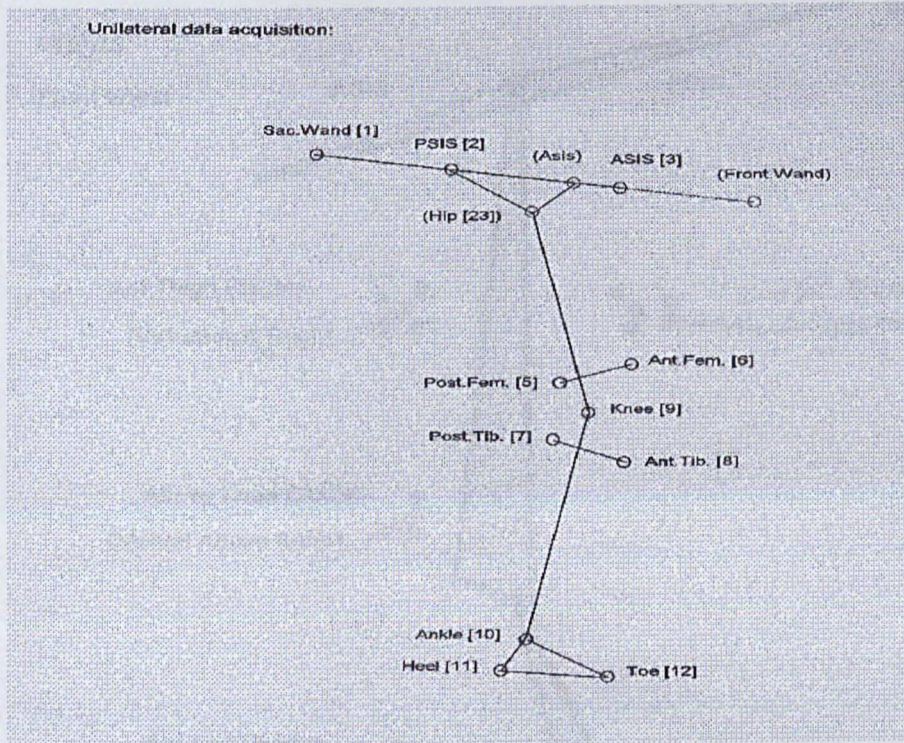 Unilateral data acquisition:
Sac.Wand [1]
PSIS [2]
(Asis)
ASIS [3]
(Front Wand)
(Hip [23])
Ant.Fem. [6]
Post.Fem. [5]
Knee [9]
Post.Tib. [7]
Ant.Tib. [8]
Ankle [10]
Heel [11]
Toe [12]